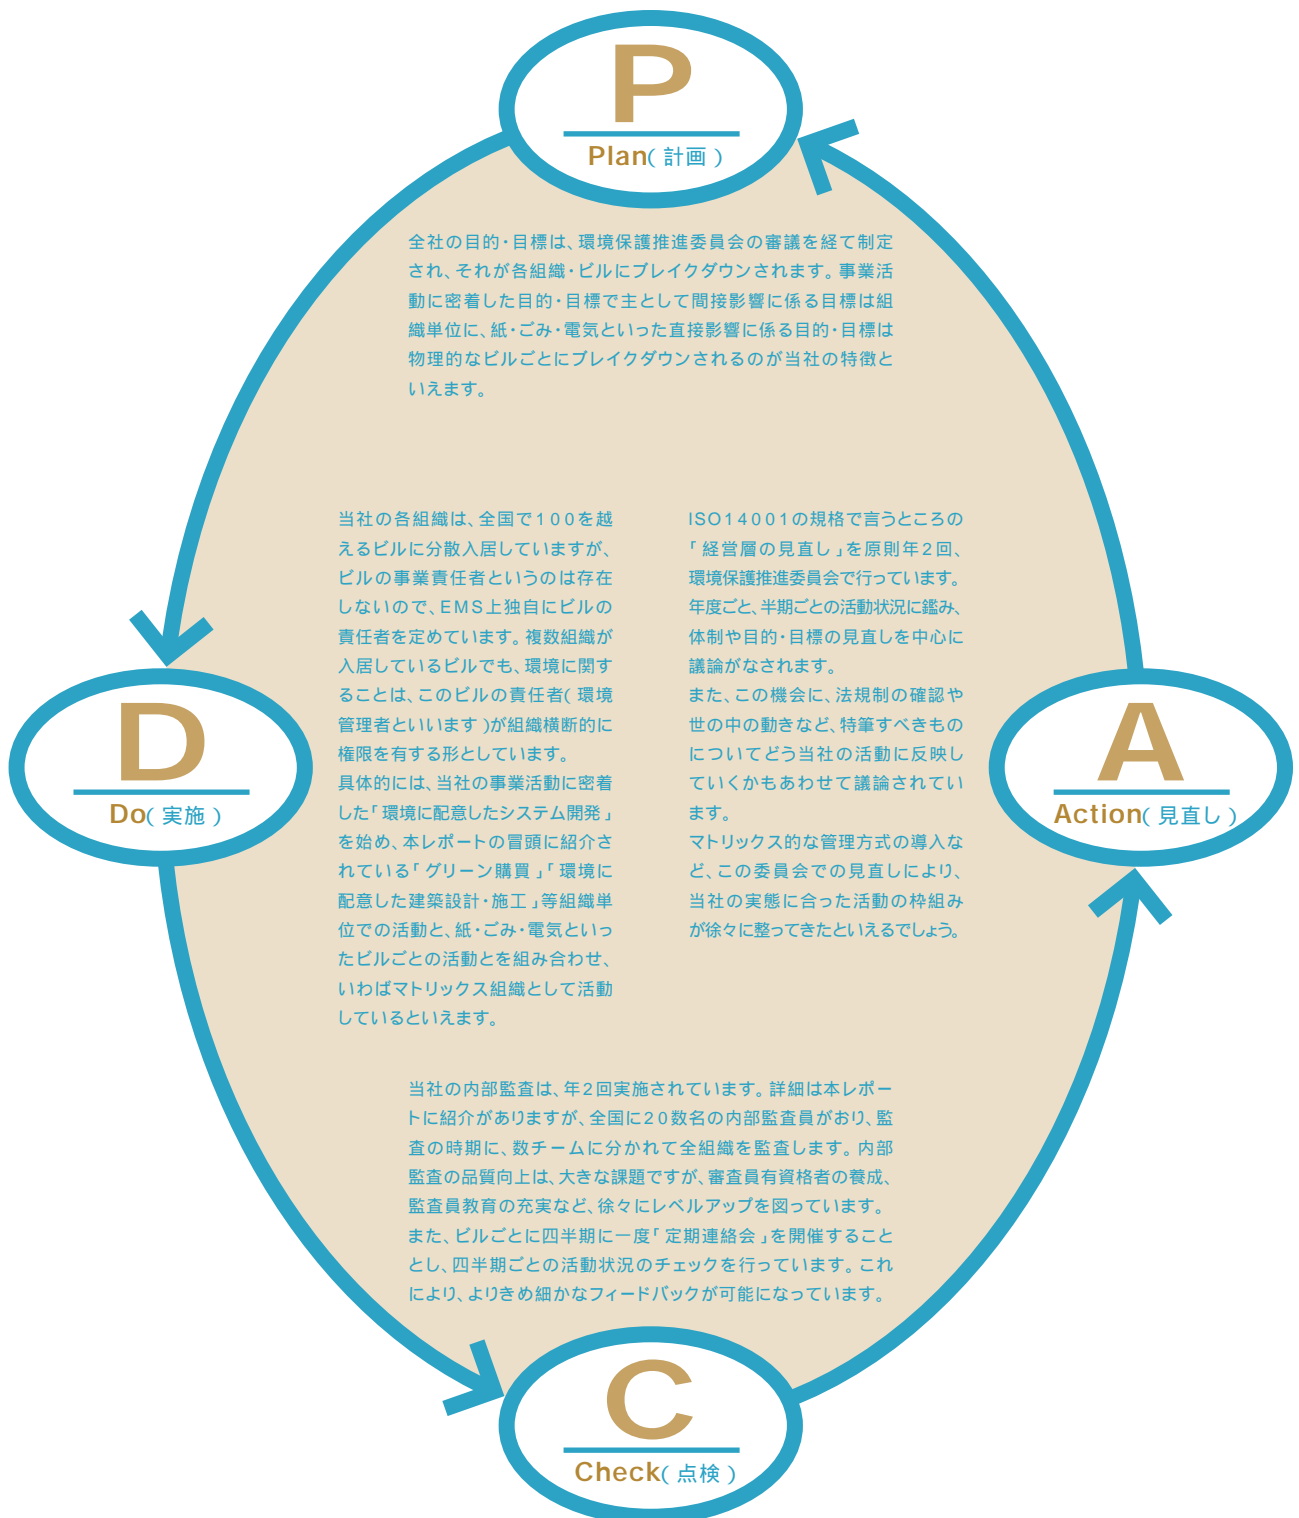 P
Plan( 計画 )
全社の目的・目標は、環境保護推進委員会の審議を経て制定
され、それが各組織・ビルにブレイクダウンされます。事業活
動に密着した目的・目標で主として間接影響に係る目標は組
織単位に、紙・ごみ・電気といった直接影響に係る目的・目標は
物理的なビルごとにブレイクダウンされるのが当社の特徴と
いえます。
D
Do( 実施 )
当社の各組織は、全国で100を越
えるビルに分散入居していますが、
ビルの事業責任者というのは存在
しないので、EMS上独自にビルの
責任者を定めています。複数組織が
入居しているビルでも、環境に関す
ることは、このビルの責任者( 環境
管理者といいます )が組織横断的に
権限を有する形としています。
具体的には、当社の事業活動に密着
した「 環境に配意したシステム開発 」
を始め、本レポートの冒頭に紹介さ
れている「 グリーン購買 」「 環境に
配意した建築設計・施工 」等組織単
位での活動と、紙・ごみ・電気といっ
たビルごとの活動とを組み合わせ、
いわばマトリックス組織として活動
しているといえます。
ISO14001の規格で言うところの
「 経営層の見直し 」を原則年2回、
環境保護推進委員会で行っています。
年度ごと、半期ごとの活動状況に鑑み、
体制や目的・目標の見直しを中心に
議論がなされます。
また、この機会に、法規制の確認や
世の中の動きなど、特筆すべきもの
についてどう当社の活動に反映し
ていくかもあわせて議論されてい
ます。
マトリックス的な管理方式の導入な
ど、この委員会での見直しにより、
当社の実態に合った活動の枠組み
が徐々に整ってきたといえるでしょう。
A
Action( 見直し )
当社の内部監査は、年2回実施されています。詳細は本レポー
トに紹介がありますが、全国に20数名の内部監査員がおり、監
査の時期に、数チームに分かれて全組織を監査します。内部
監査の品質向上は、大きな課題ですが、審査員有資格者の養成、
監査員教育の充実など、徐々にレベルアップを図っています。
また、ビルごとに四半期に一度「 定期連絡会 」を開催すること
とし、四半期ごとの活動状況のチェックを行っています。これ
により、よりきめ細かなフィードバックが可能になっています。
C
Check( 点検 )